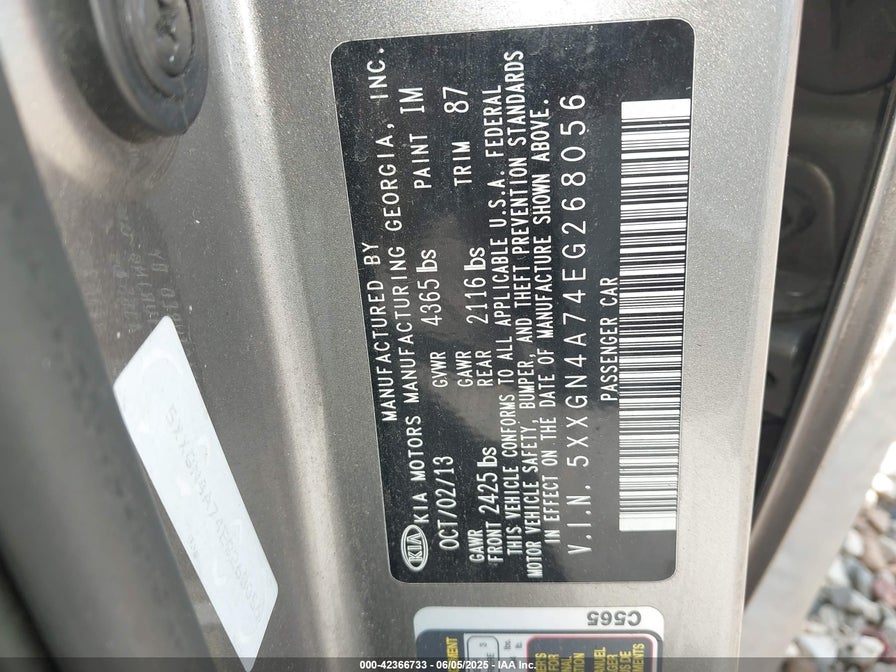 MANUFACTURED BY
KIA KIA MOTORS MANUFACTURING GEORGIA, INC.
OCT/02/13 GVWR 4365 lbs PAINT IM
GAWR FRONT 2425 lbs GAWR REAR 2116 lbs TRIM 87
THIS VEHICLE CONFORMS TO ALL APPLICABLE U.S.A. FEDERAL
MOTOR VEHICLE SAFETY, BUMPER, AND THEFT PREVENTION STANDARDS
IN EFFECT ON THE DATE OF MANUFACTURE SHOWN ABOVE.
V.I.N. 5XXGN4A74EG268056
PASSENGER CAR
C565
000-42366733 - 06/05/2025 - IAA Inc.